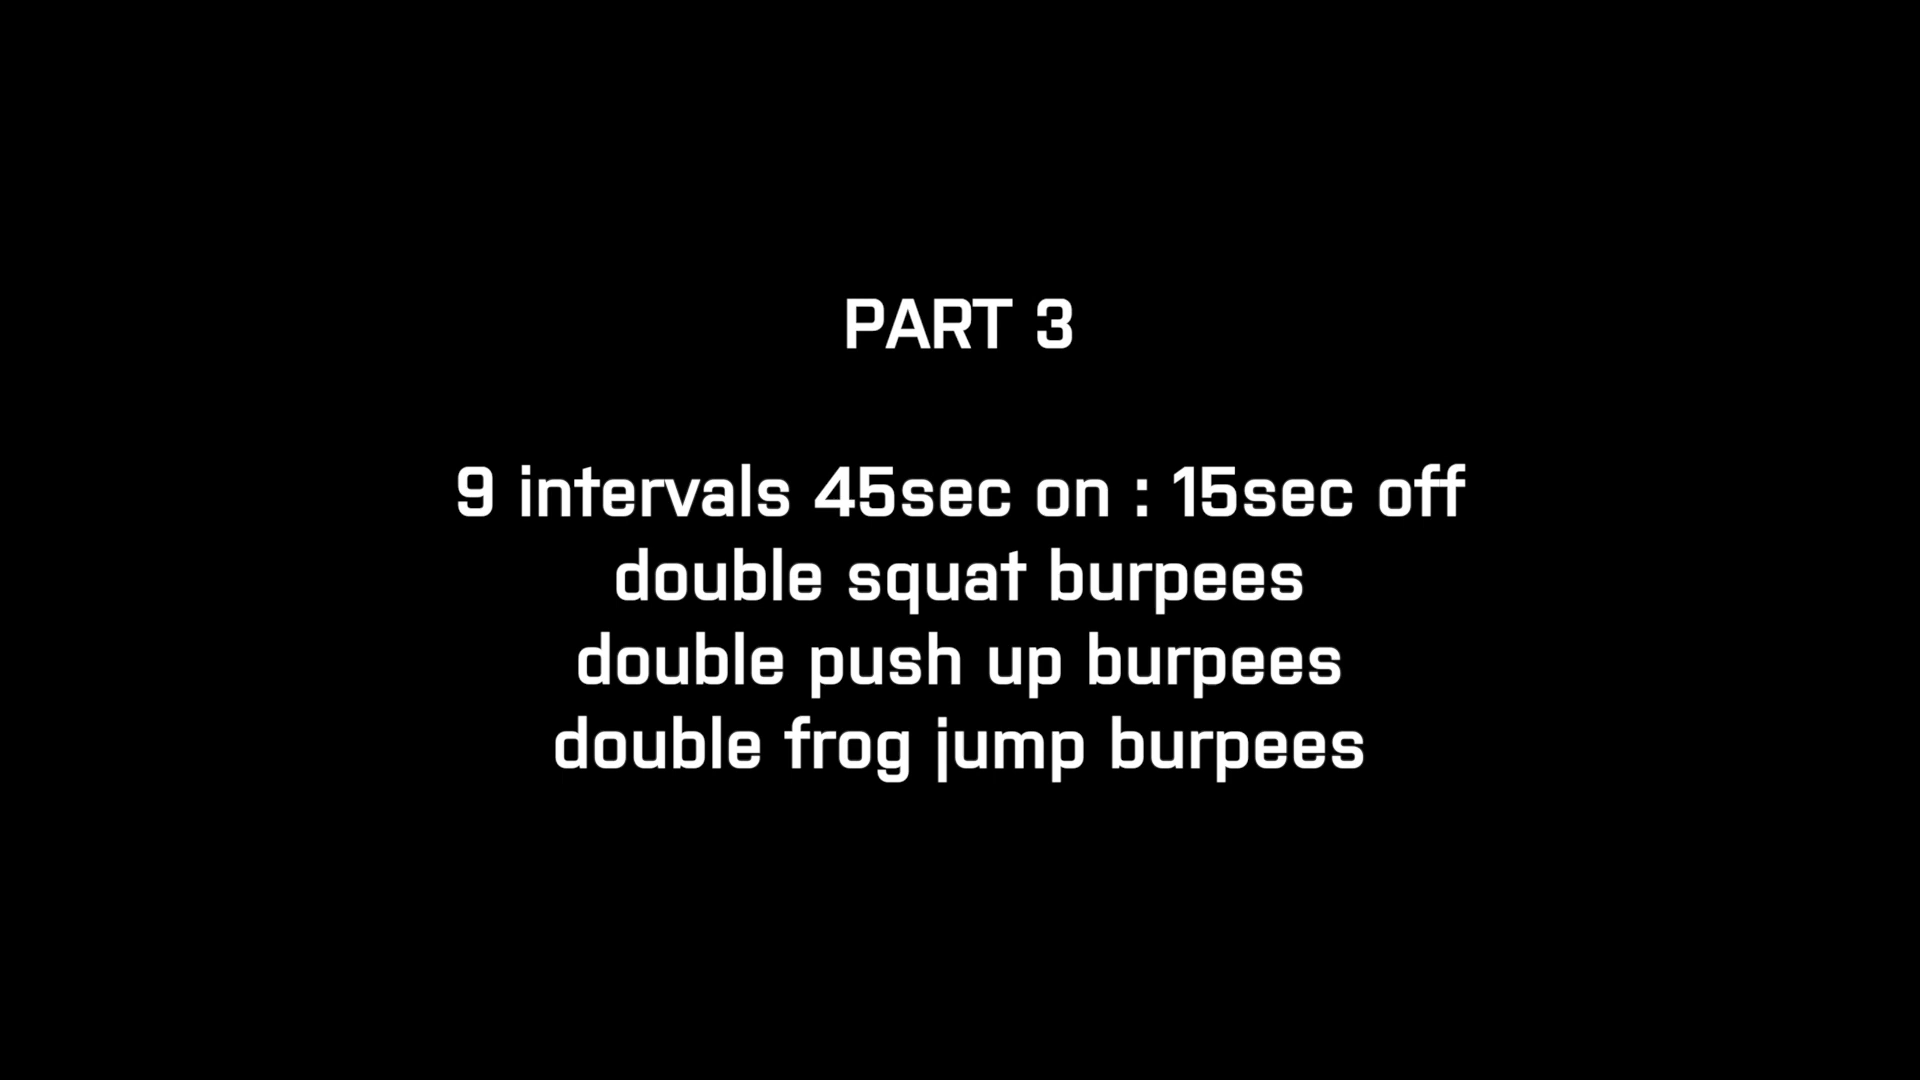 PART 3
9 intervals 45sec on : 15sec off
double squat burpees
double push up burpees
double frog jump burpees